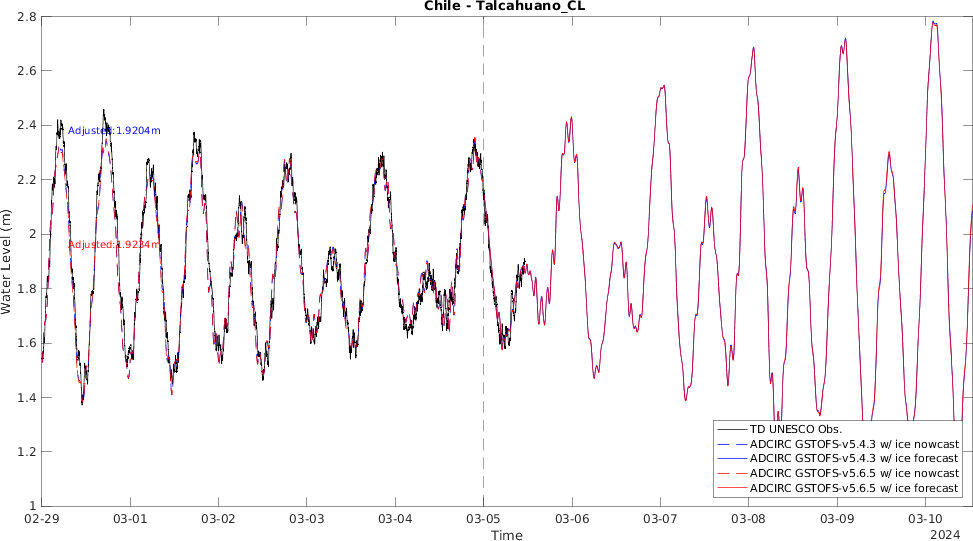 Chile - Talcahuano_CL
2.8
2.6
2.4
2.2
2
1.8
1.6
1.4
1.2
1
Water Level (m)
Adjusted:1.9204m
Adjusted:1.9234m
TD UNESCO Obs.
ADCIRC GSTOFS-v5.4.3 w/ ice nowcast
ADCIRC GSTOFS-v5.4.3 w/ ice forecast
ADCIRC GSTOFS-v5.6.5 w/ ice nowcast
ADCIRC GSTOFS-v5.6.5 w/ ice forecast
02-29 03-01 03-02 03-03 03-04 03-05 03-06 03-07 03-08 03-09 03-10
Time
2024